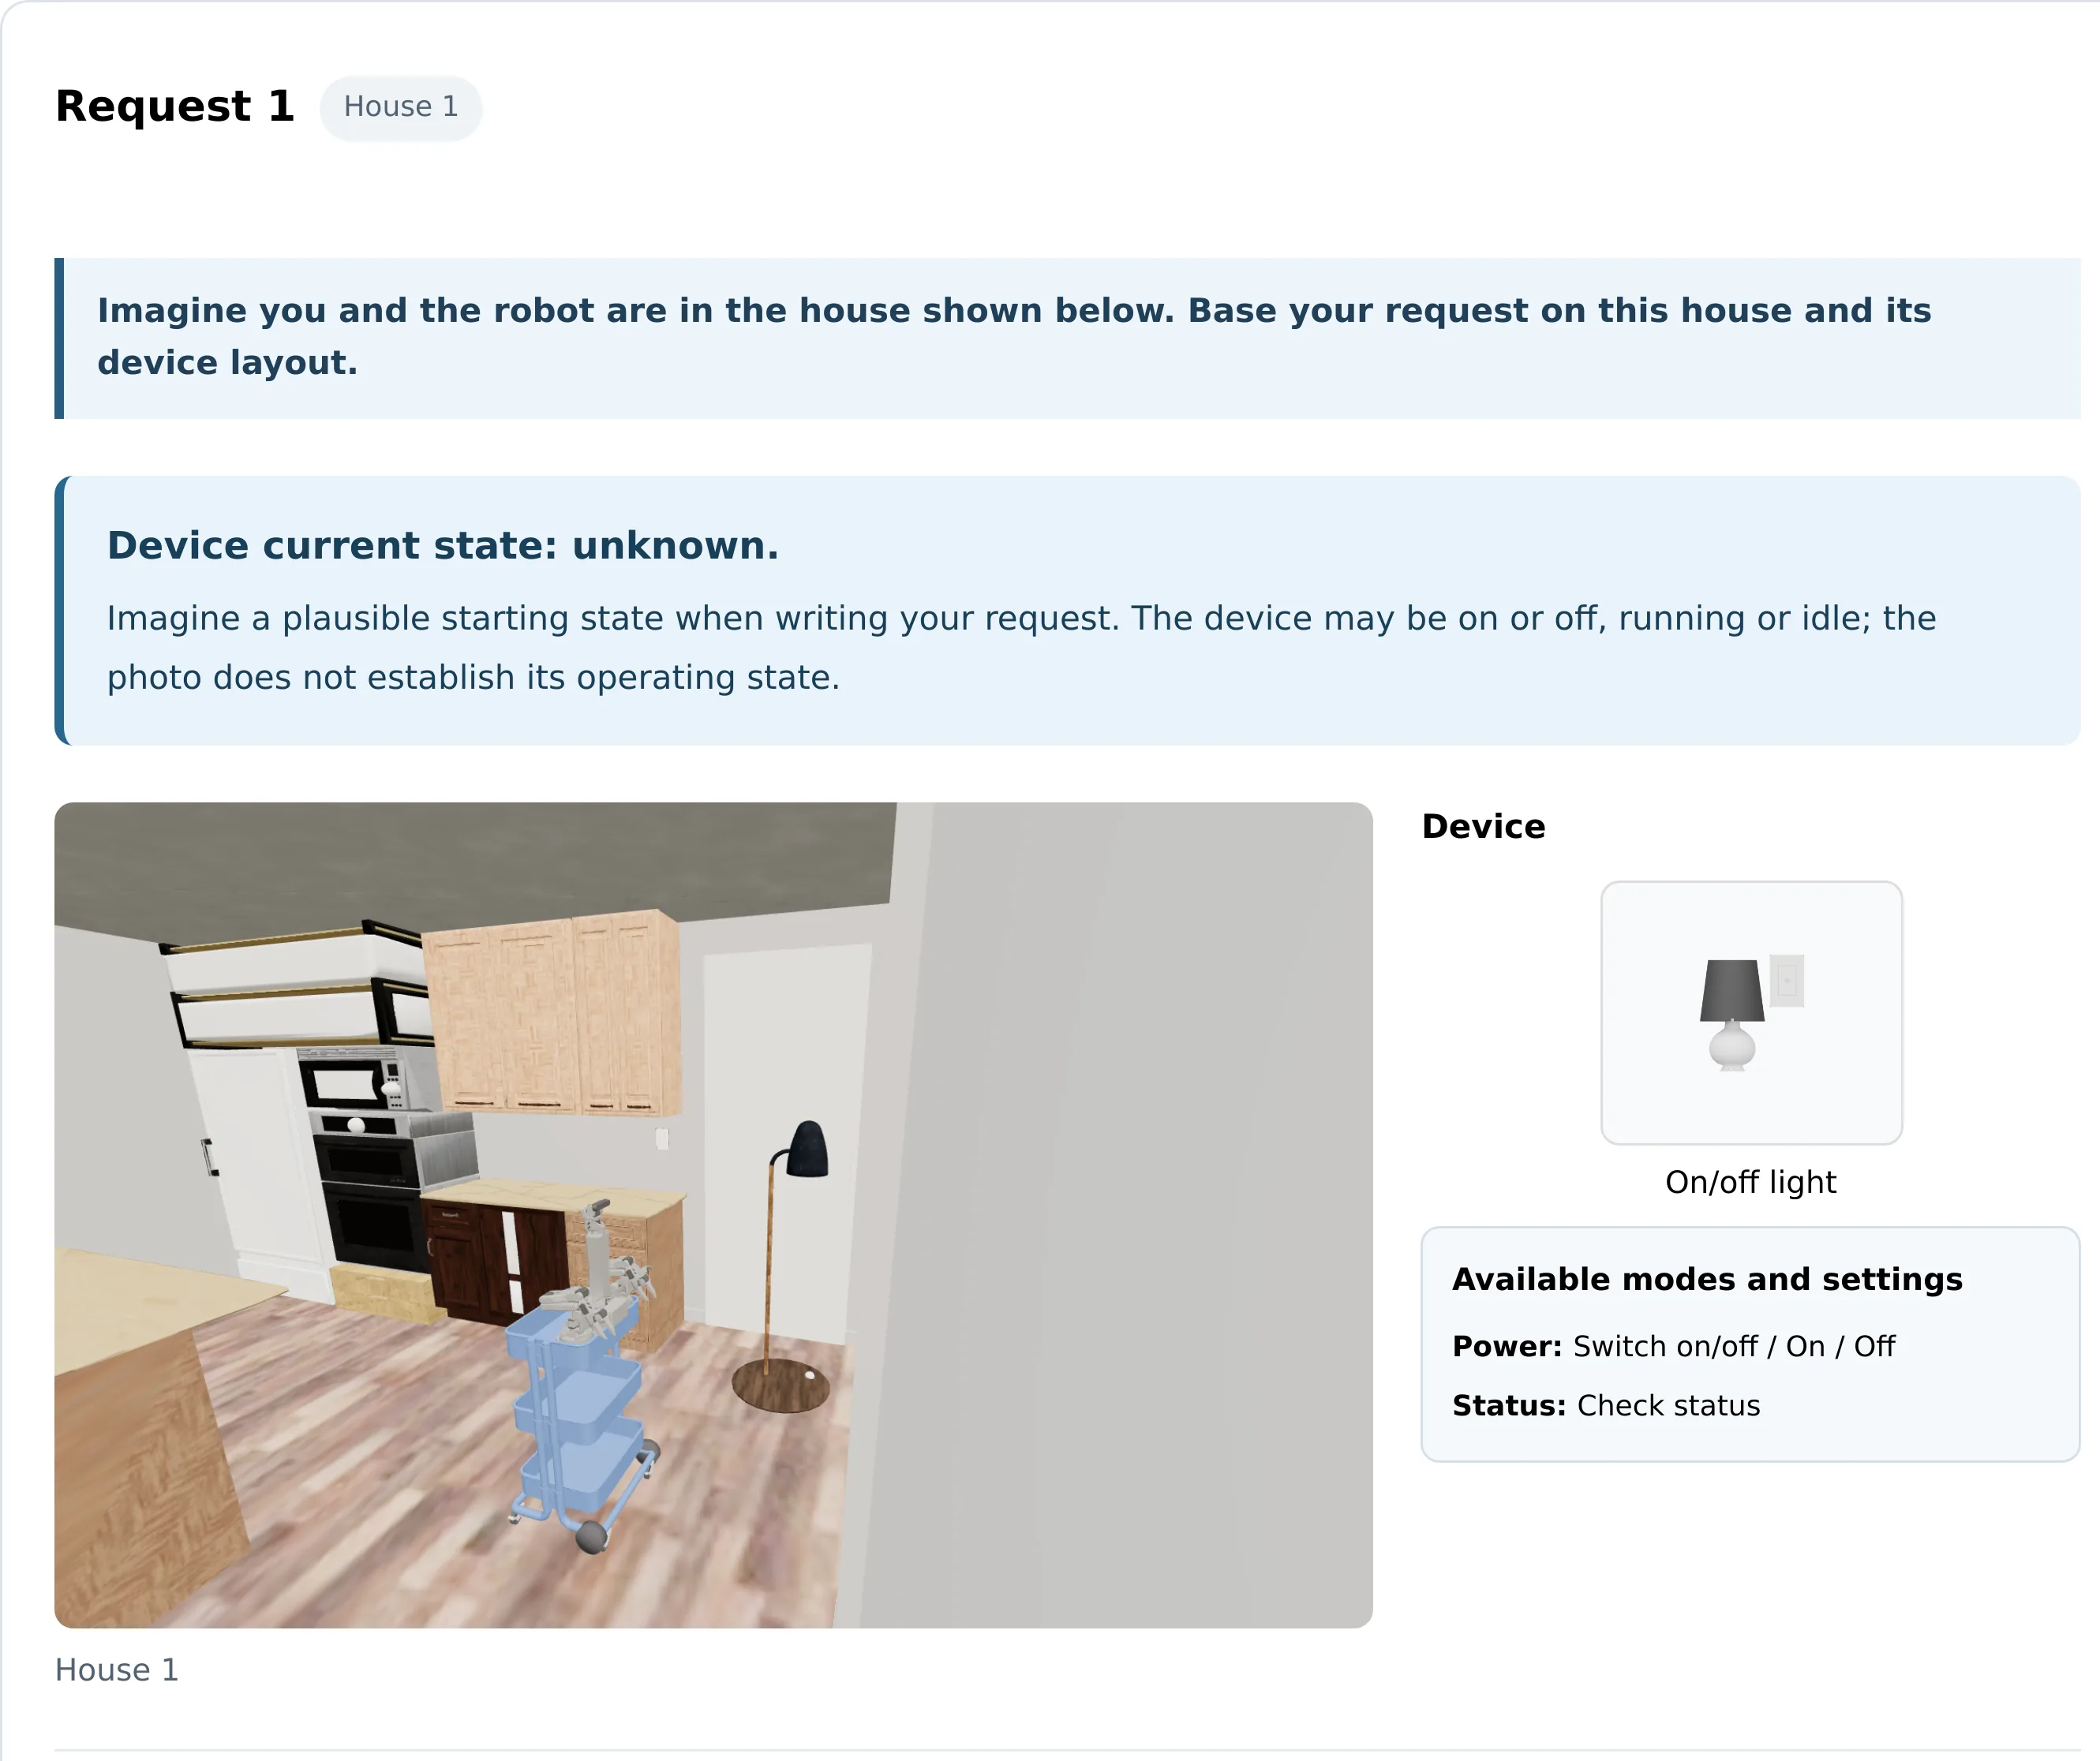 Request 1 House 1
Imagine you and the robot are in the house shown below. Base your request on this house and its
device layout.
Device current state: unknown.
Imagine a plausible starting state when writing your request. The device may be on or off, running or idle; the
photo does not establish its operating state.
Device
On/off light
Available modes and settings
Power: Switch on/off / On / Off
Status: Check status
House 1